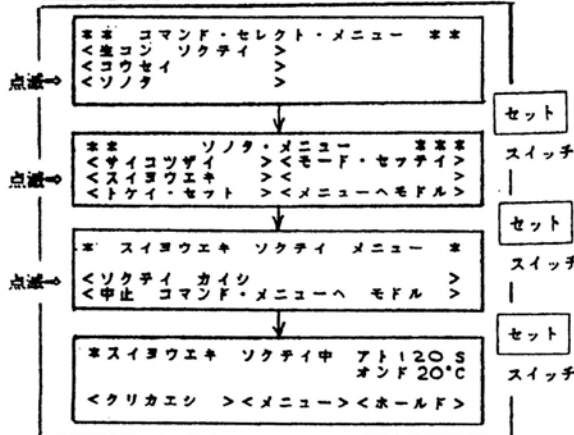 ** コマンド・セレクト・メニュー **
<生コン ソクテイ >
<コウセイ >
点滅⇨ <ソノタ >
セット
スイッチ
** ソノタ・メニュー ***
<サイコツザイ ><モード・セッテイ>
点滅⇨ <スイヨウエキ >< >
<トケイ・セット ><メニューヘモドル>
セット
スイッチ
* スイヨウエキ ソクテイ メニュー *
点滅⇨ <ソクテイ カイシ >
<中止 コマンド・メニューヘ モドル >
セット
スイッチ
*スイヨウエキ ソクテイ中 アト120S
オンド20°C
<クリカエシ ><メニュー><ホールド>